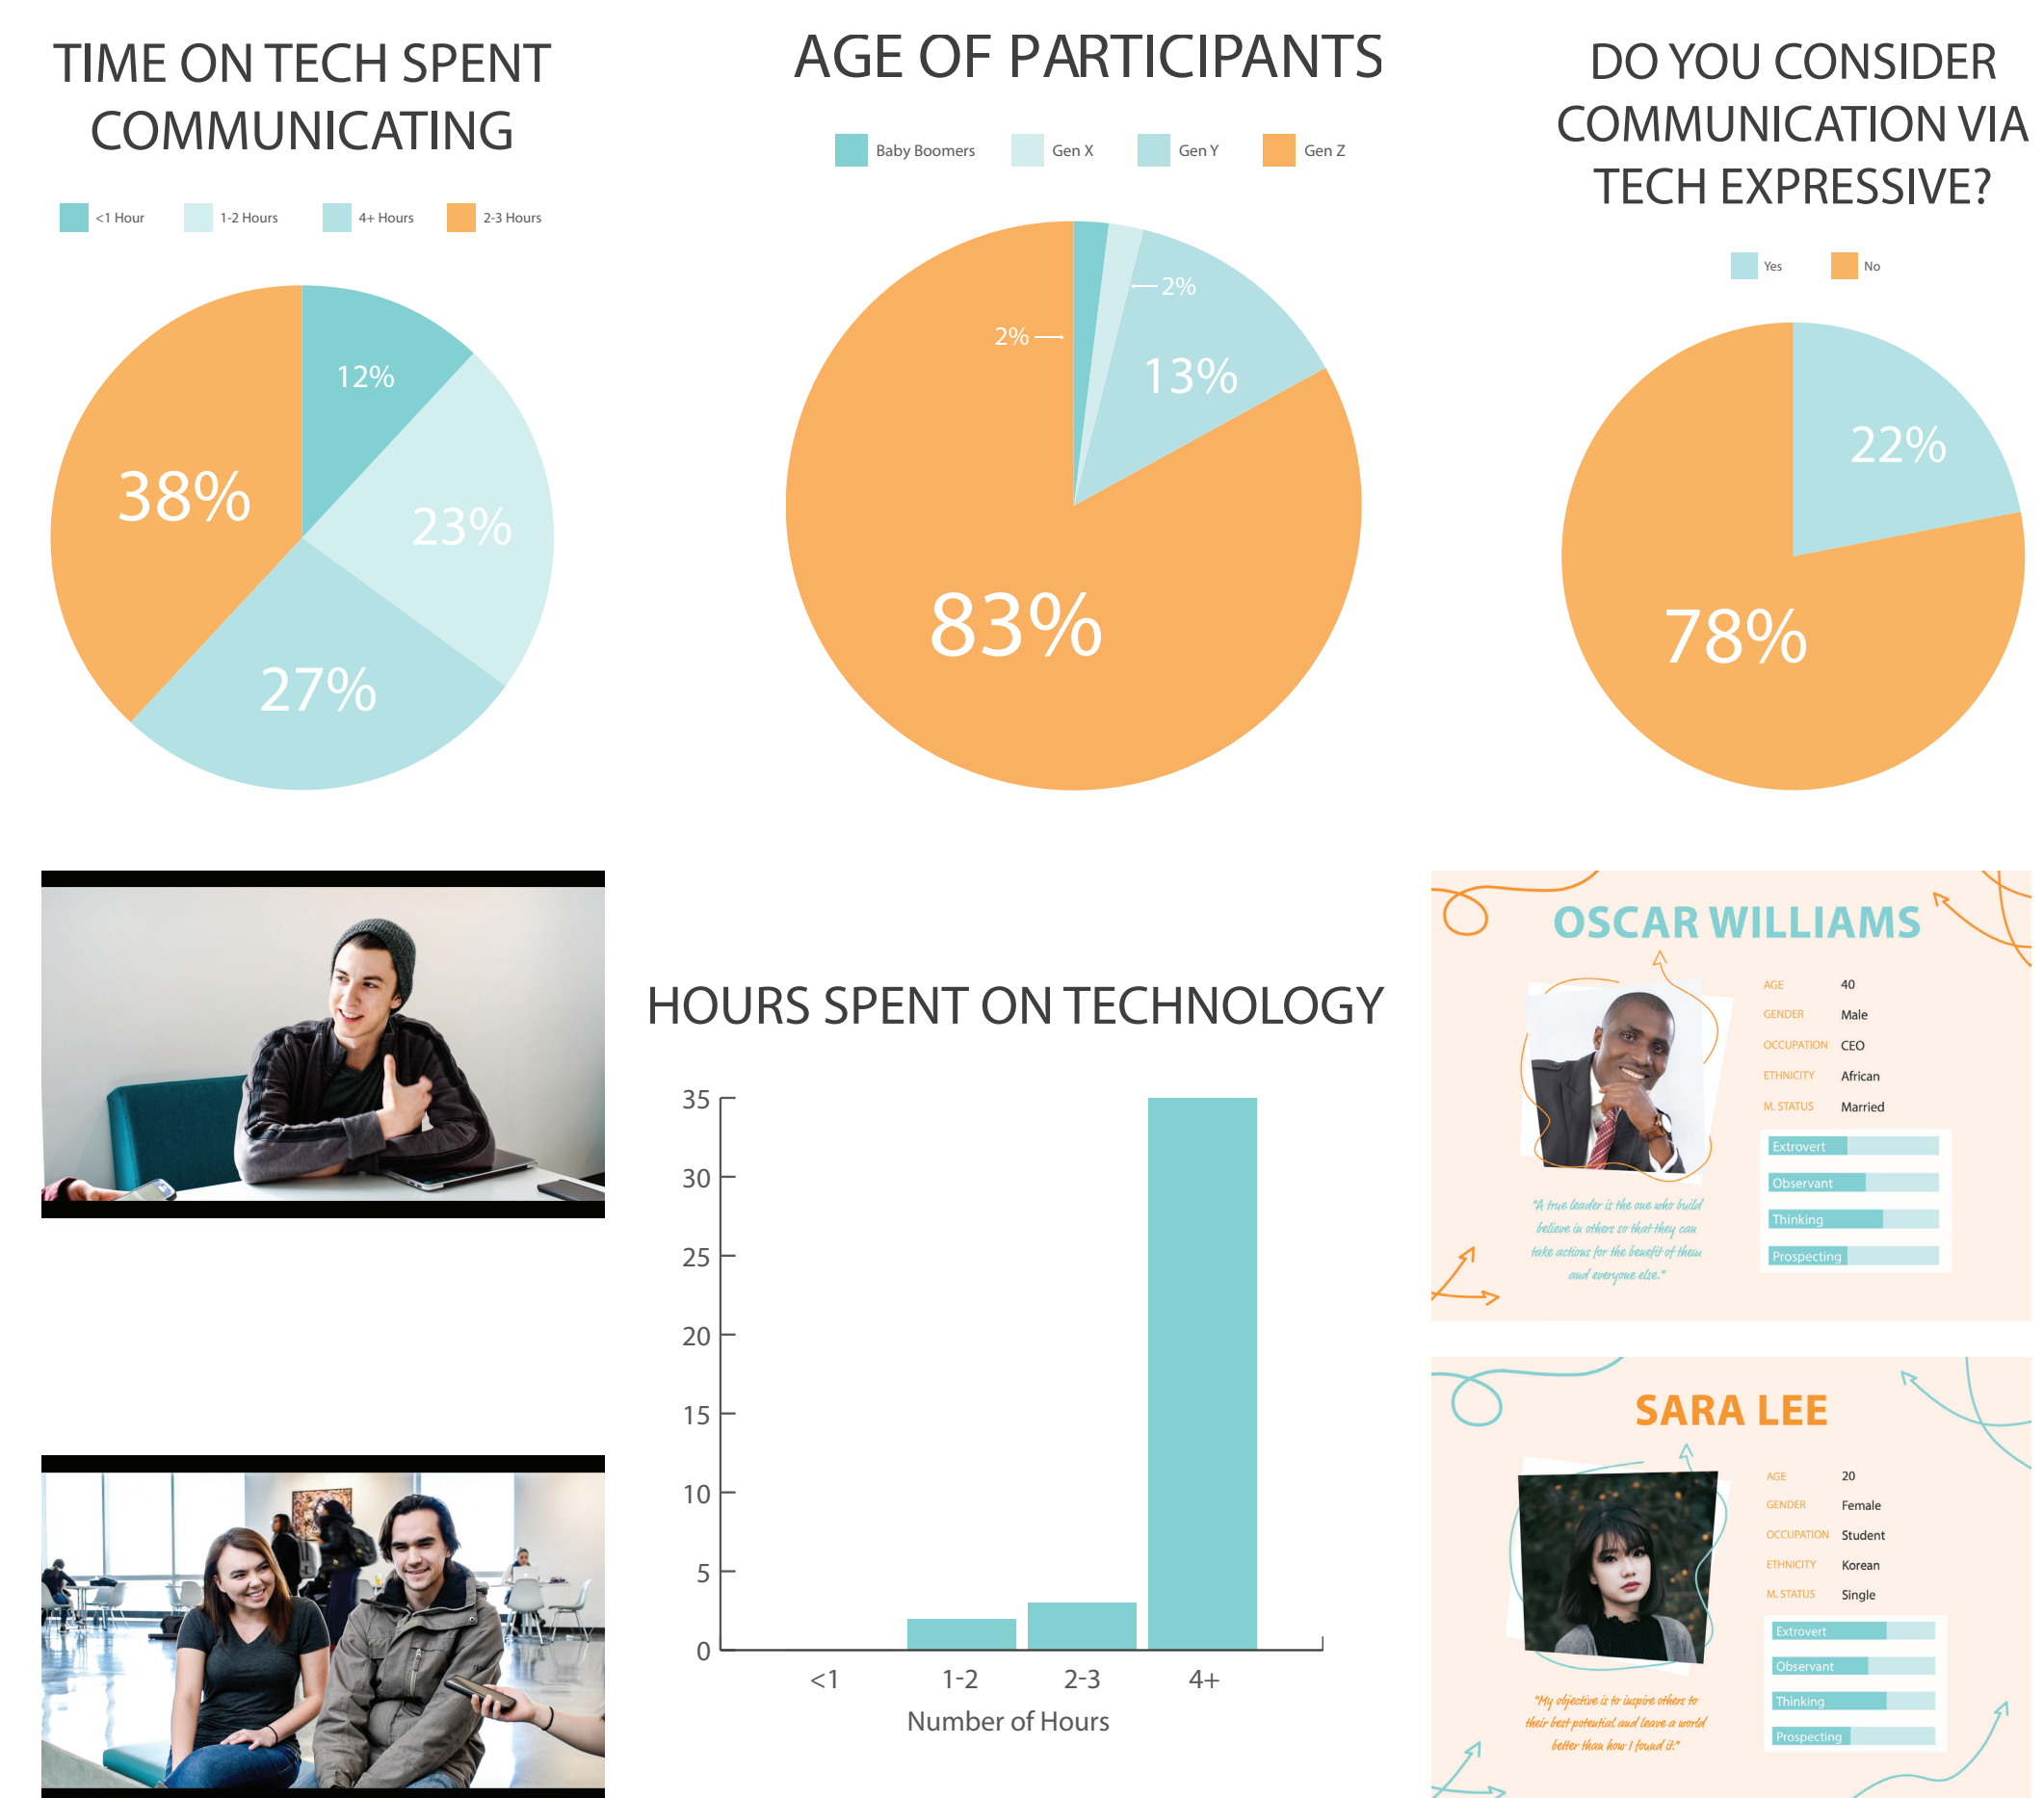 TIME ON TECH SPENT
COMMUNICATING
<1 Hour
1-2 Hours
4+ Hours
2-3 Hours
12%
38%
23%
27%
AGE OF PARTICIPANTS
Baby Boomers
Gen X
Gen Y
Gen Z
2%
2%
13%
83%
DO YOU CONSIDER
COMMUNICATION VIA
TECH EXPRESSIVE?
Yes
No
22%
78%
HOURS SPENT ON TECHNOLOGY
35
30
25
20
15
10
5
0
<1
1-2
2-3
4+
Number of Hours
OSCAR WILLIAMS
AGE 40
GENDER Male
OCCUPATION CEO
ETHNICITY African
M. STATUS Married
Extrovert
Observant
Thinking
Prospecting
"A true leader is the one who build
believe in others so that they can
take actions for the benefit of them
and everyone else."
SARA LEE
AGE 20
GENDER Female
OCCUPATION Student
ETHNICITY Korean
M. STATUS Single
Extrovert
Observant
Thinking
Prospecting
"My objective is to inspire others to
their best potential and leave a world
better than how I found it."